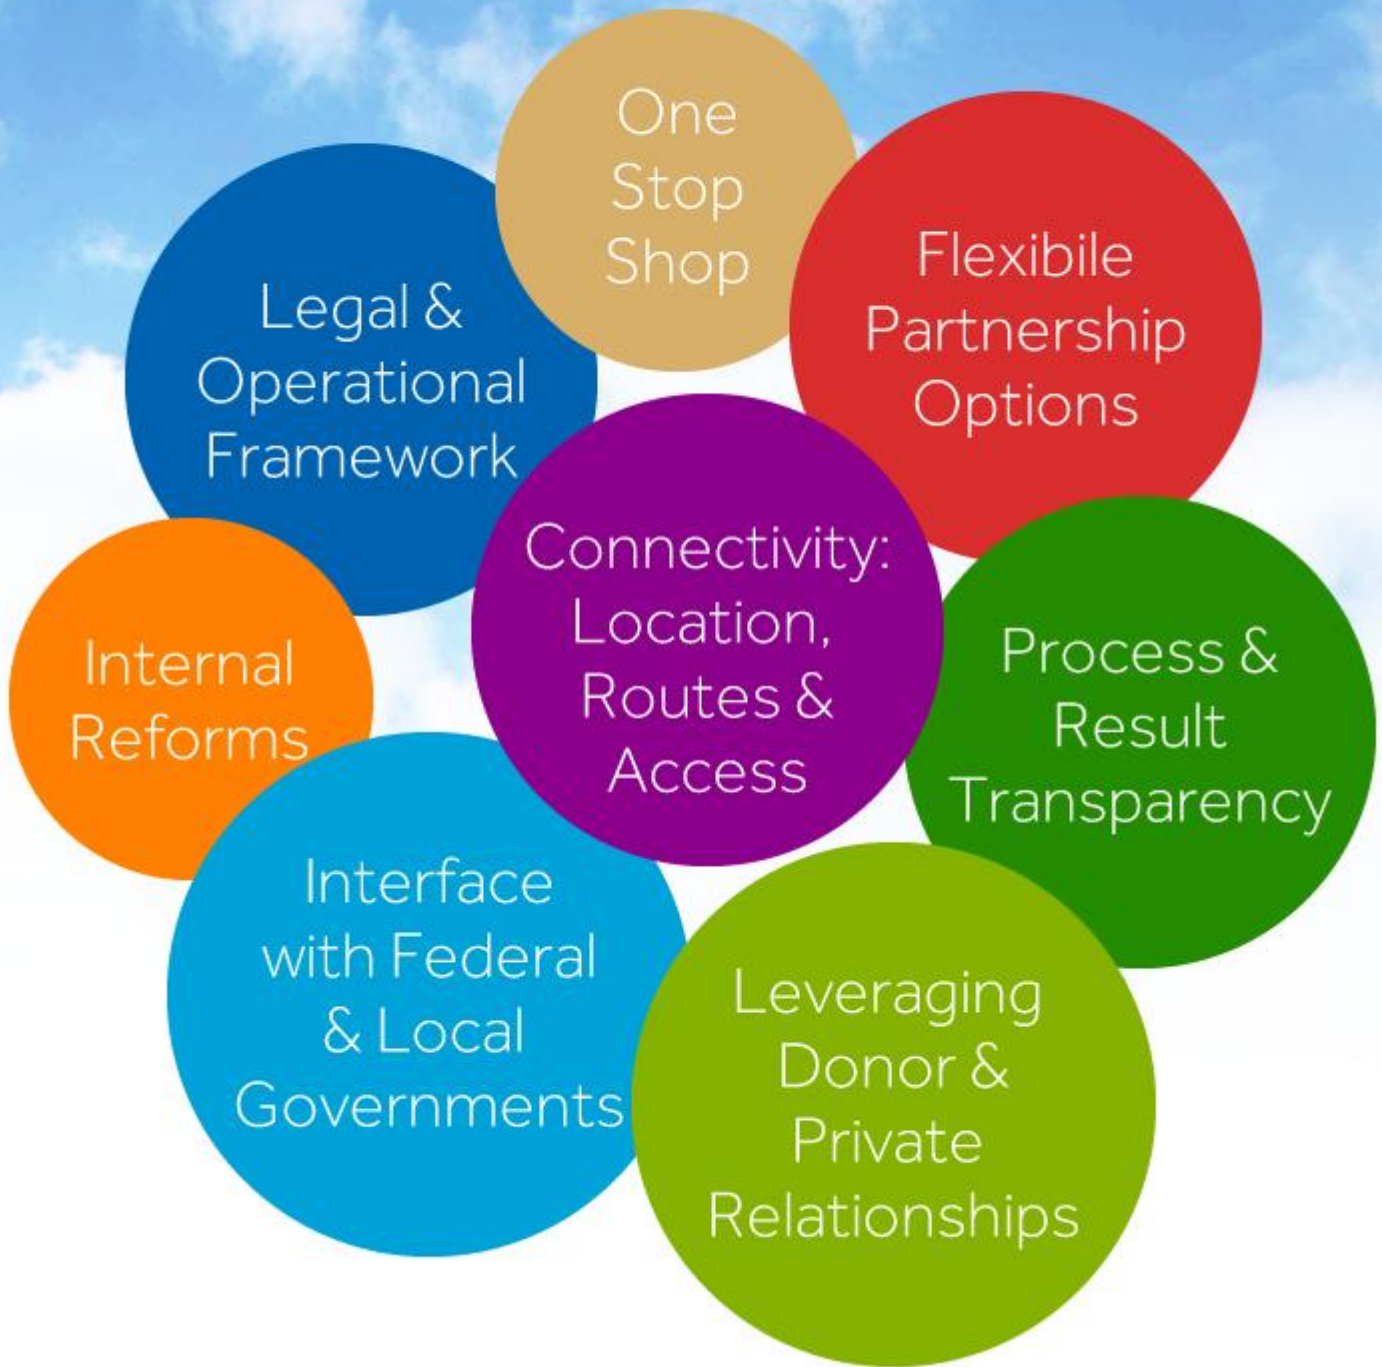 One
Stop
Shop
Flexibile
Partnership
Options
Legal &
Operational
Framework
Connectivity:
Location,
Routes &
Access
Internal
Reforms
Process &
Result
Transparency
Interface
with Federal
& Local
Governments
Leveraging
Donor &
Private
Relationships